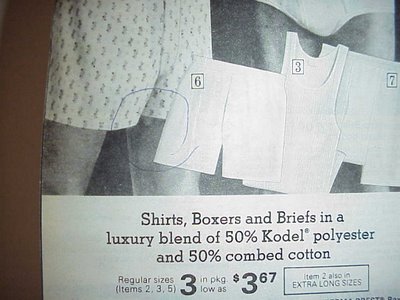 6
3
7
Shirts, Boxers and Briefs in a
luxury blend of 50% Kodel® polyester
and 50% combed cotton
Regular sizes
(Items 2, 3, 5)
3 in pkg.
low as
$3 67
Item 2 also in
EXTRA LONG SIZES